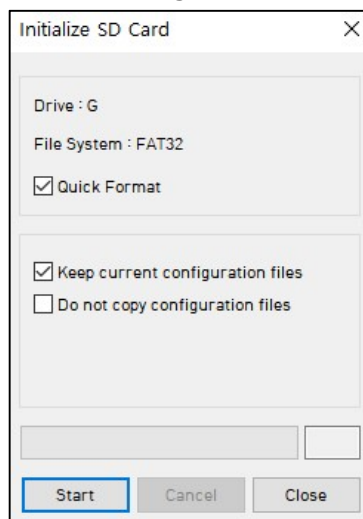 Initialize SD Card
Drive : G
File System : FAT32
Quick Format
Keep current configuration files
Do not copy configuration files
Start
Cancel
Close